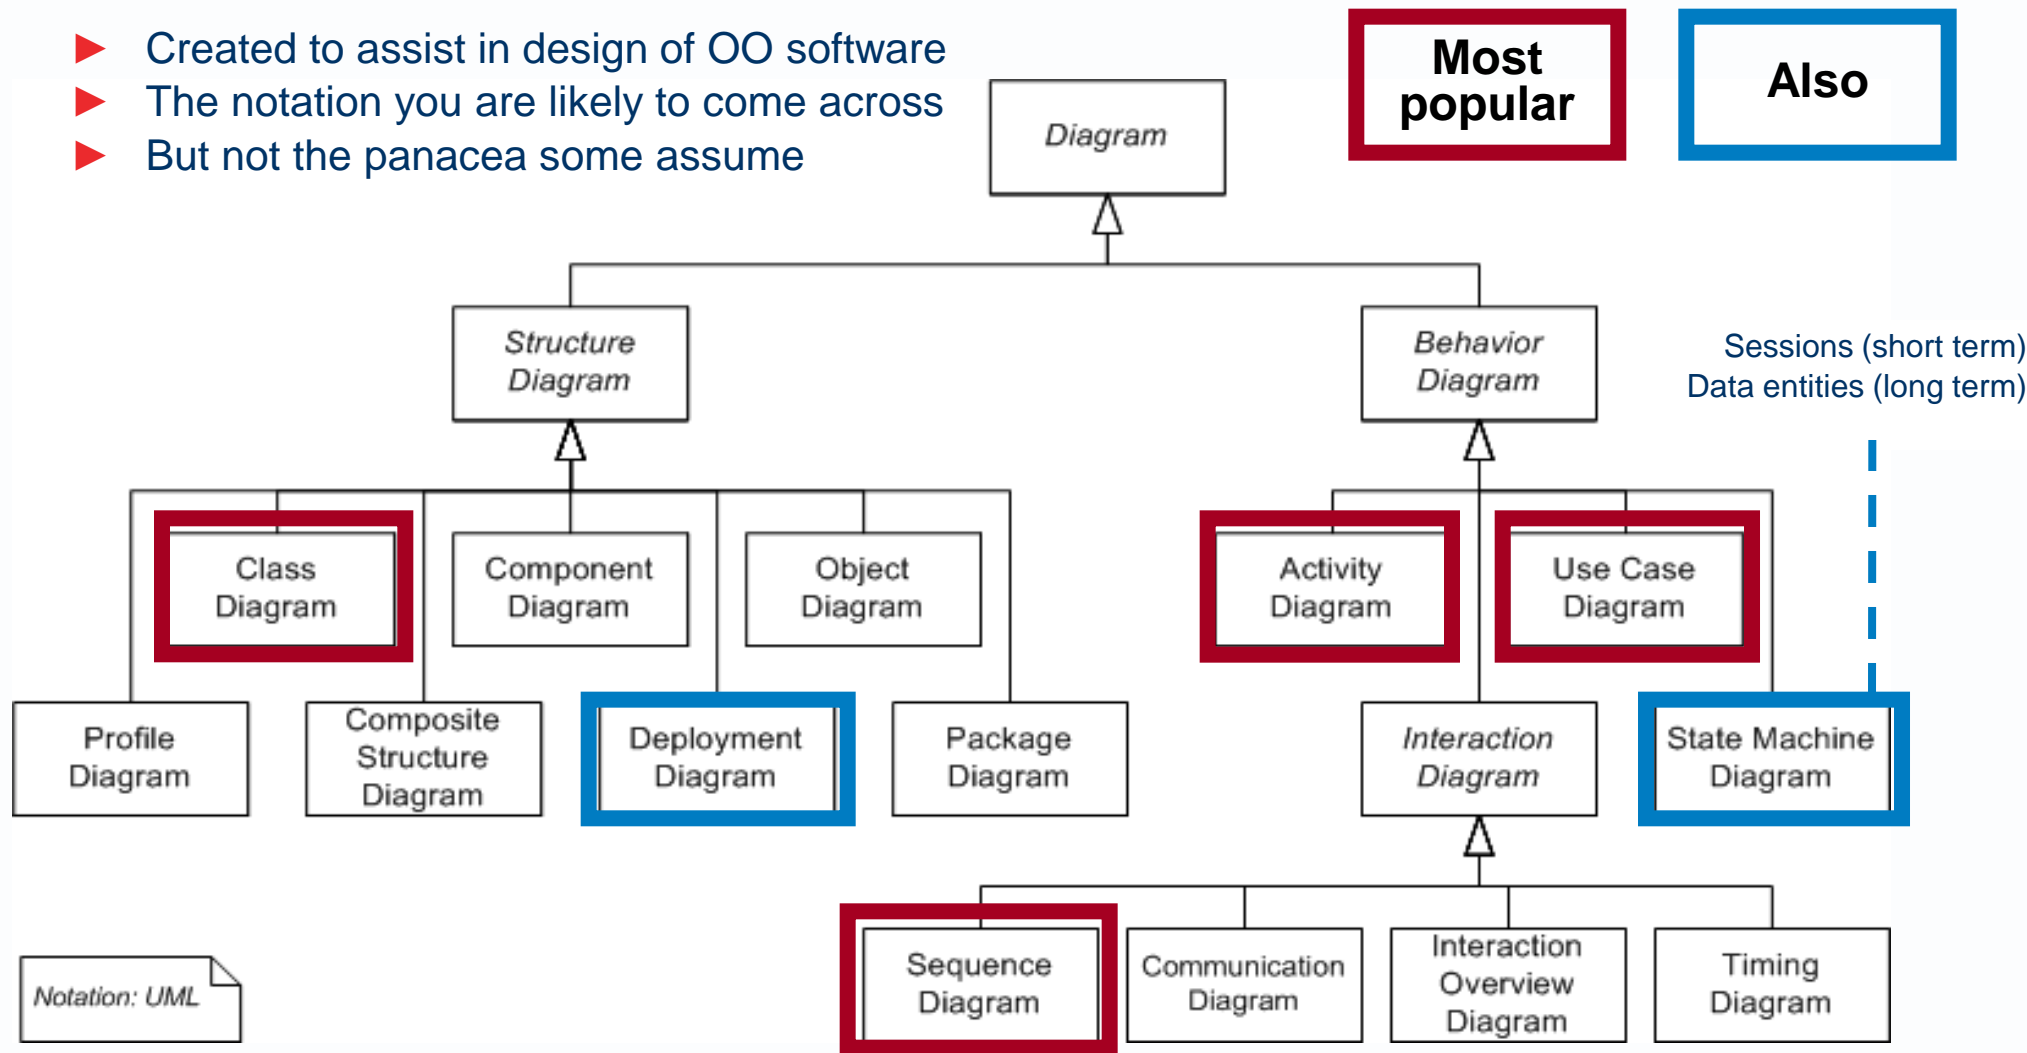 Created to assist in design of OO software
The notation you are likely to come across
But not the panacea some assume
Most
popular
Also
Diagram
Structure
Diagram
Behavior
Diagram
Sessions (short term)
Data entities (long term)
Class
Diagram
Component
Diagram
Object
Diagram
Activity
Diagram
Use Case
Diagram
Profile
Diagram
Composite
Structure
Diagram
Deployment
Diagram
Package
Diagram
Interaction
Diagram
State Machine
Diagram
Sequence
Diagram
Communication
Diagram
Interaction
Overview
Diagram
Timing
Diagram
Notation: UML